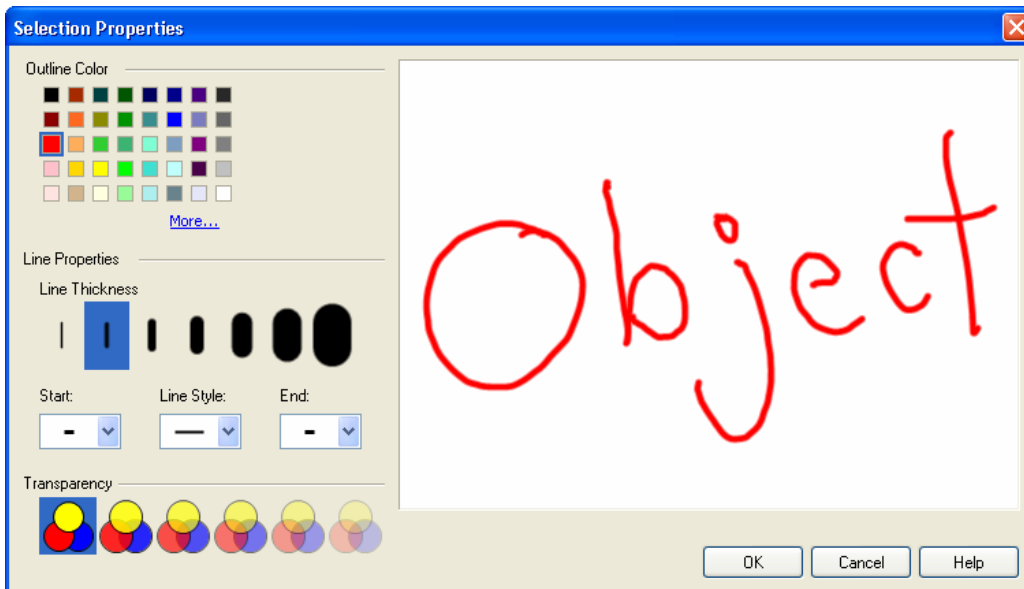 Selection Properties
Outline Color
More...
Line Properties
Line Thickness
Start: Line Style: End:
Transparency
Object
OK Cancel Help